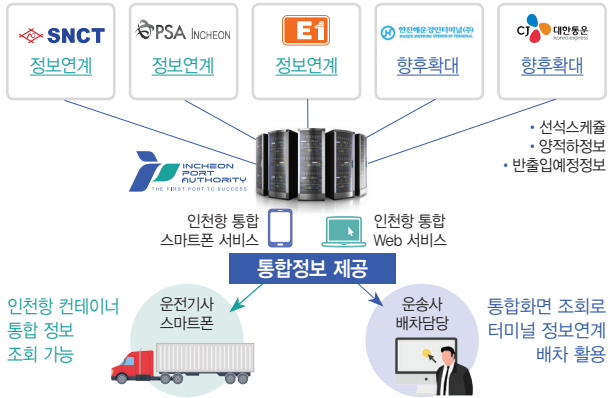 SNCT
정보연계
PSA INCHEON
정보연계
E1
정보연계
한진해운경인터미널(주)
향후확대
CJ 대한통운
korea express
향후확대
• 선석스케쥴
• 양적하정보
• 반출입예정정보
INCHEON
PORT
AUTHORITY
THE FIRST PORT TO SUCCESS
인천항 통합
스마트폰 서비스
인천항 통합
Web 서비스
통합정보 제공
인천항 컨테이너
통합 정보
조회 가능
운전기사
스마트폰
운송사
배차담당
통합화면 조회로
터미널 정보연계
배차 활용